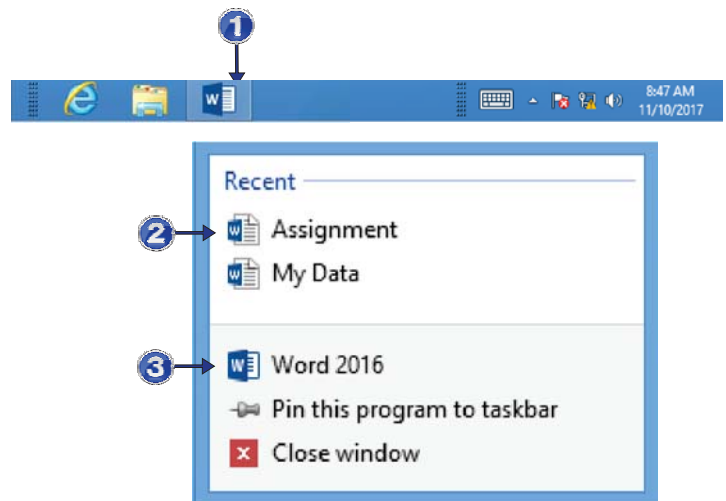 1
8:47 AM
11/10/2017
Recent
2 Assignment
My Data
3 Word 2016
Pin this program to taskbar
Close window